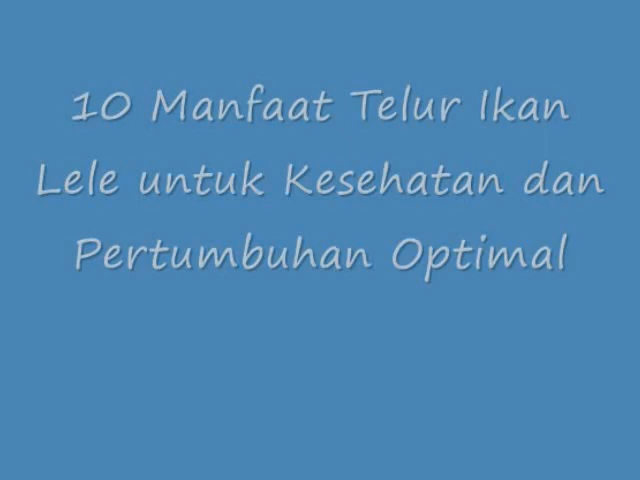 10 Manfaat Telur Ikan
Lele untuk Kesehatan dan
Pertumbuhan Optimal